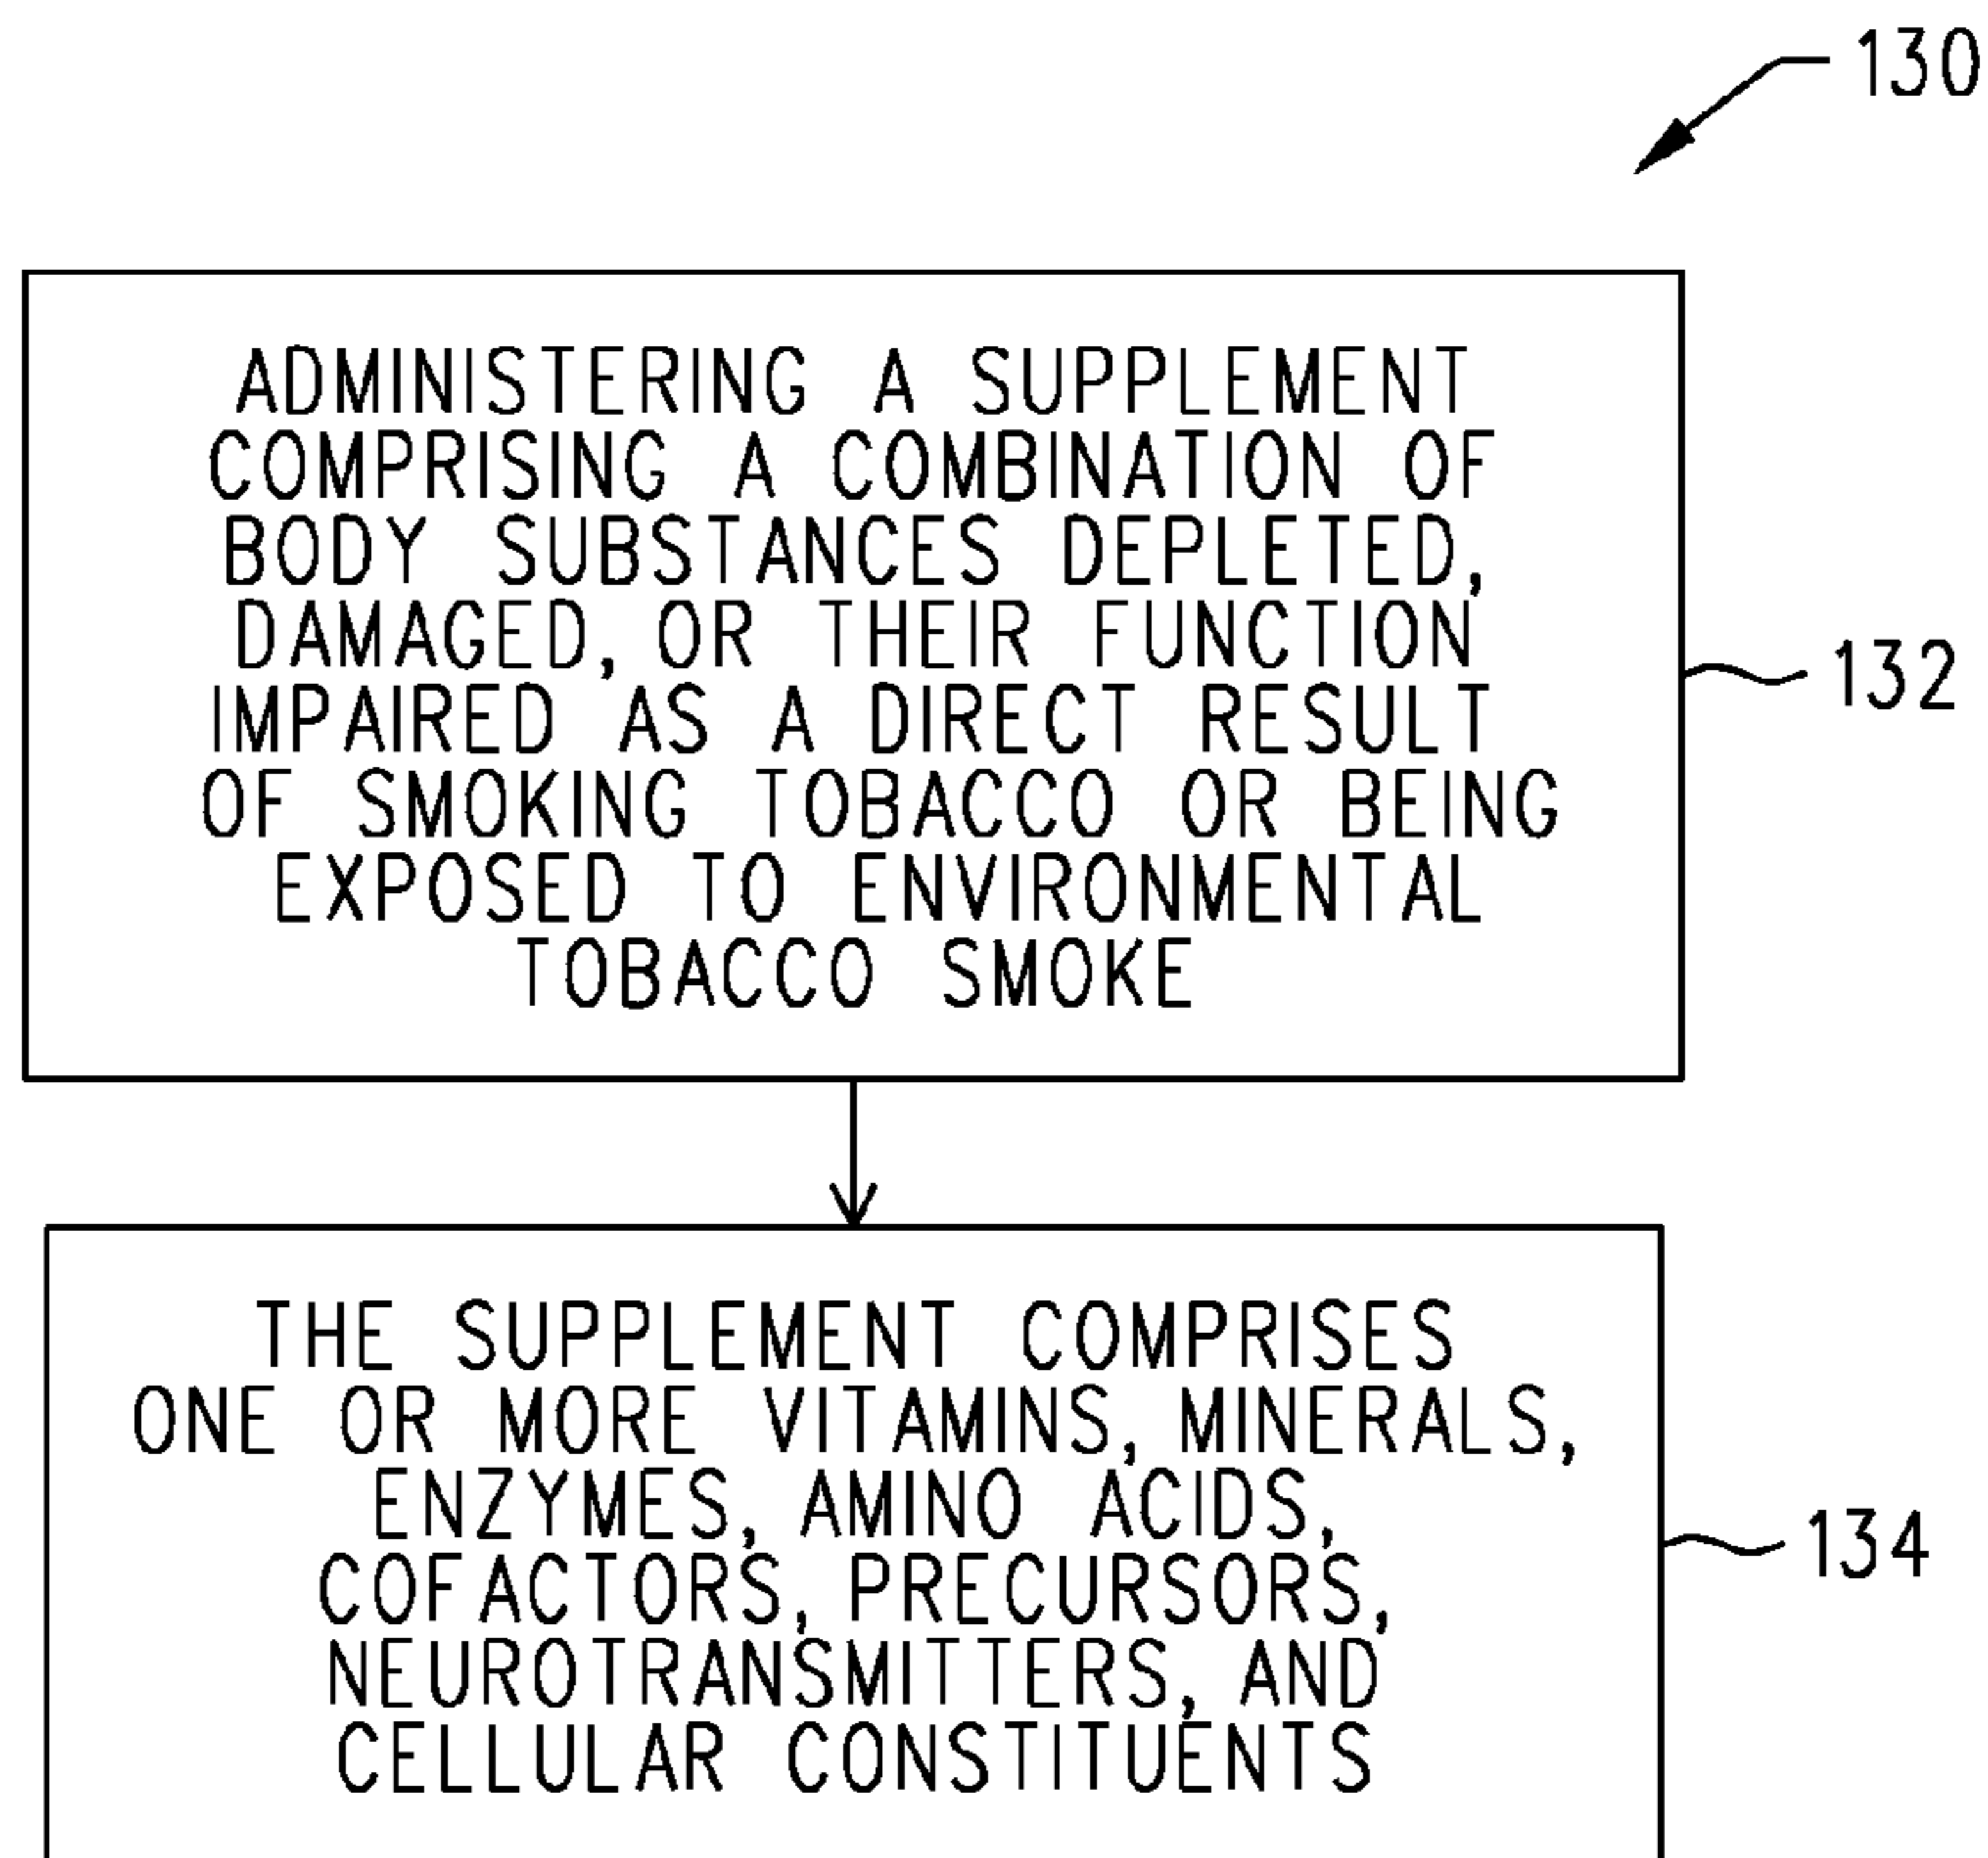 130
ADMINISTERING A SUPPLEMENT
COMPRISING A COMBINATION OF
BODY SUBSTANCES DEPLETED,
DAMAGED, OR THEIR FUNCTION
IMPAIRED AS A DIRECT RESULT
OF SMOKING TOBACCO OR BEING
EXPOSED TO ENVIRONMENTAL
TOBACCO SMOKE
132
THE SUPPLEMENT COMPRISES
ONE OR MORE VITAMINS, MINERALS,
ENZYMES, AMINO ACIDS,
COFACTORS, PRECURSORS,
NEUROTRANSMITTERS, AND
CELLULAR CONSTITUENTS
134